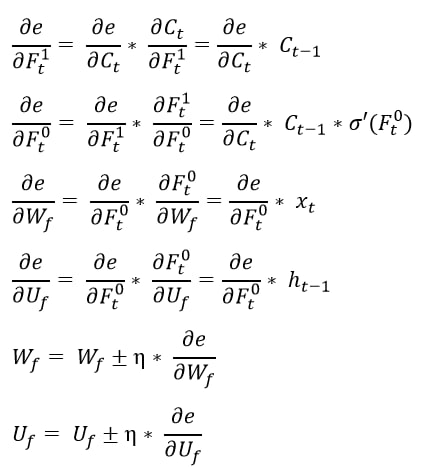 ∂e/∂F_t^1 = ∂e/∂C_t * ∂C_t/∂F_t^1 = ∂e/∂C_t * C_{t−1}
∂e/∂F_t^0 = ∂e/∂F_t^1 * ∂F_t^1/∂F_t^0 = ∂e/∂C_t * C_{t−1} * σ′(F_t^0)
∂e/∂W_f = ∂e/∂F_t^0 * ∂F_t^0/∂W_f = ∂e/∂F_t^0 * x_t
∂e/∂U_f = ∂e/∂F_t^0 * ∂F_t^0/∂U_f = ∂e/∂F_t^0 * h_{t−1}
W_f = W_f ± η * ∂e/∂W_f
U_f = U_f ± η * ∂e/∂U_f